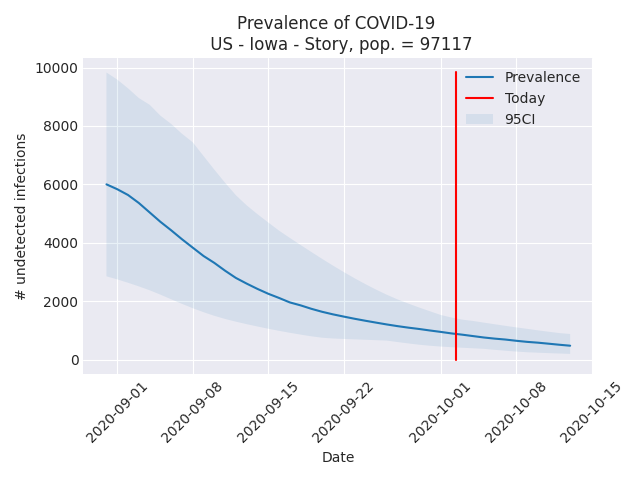 Prevalence of COVID-19
US - Iowa - Story, pop. = 97117
10000
8000
6000
4000
2000
0
# undetected infections
Prevalence
Today
95CI
2020-09-01
2020-09-08
2020-09-15
2020-09-22
2020-10-01
2020-10-08
2020-10-15
Date